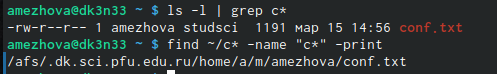 amezhova@dk3n33 ~ $ ls -l | grep c*
-rw-r--r-- 1 amezhova studsci  1191 мар 15 14:56 conf.txt
amezhova@dk3n33 ~ $ find ~/c* -name "c*" -print
/afs/.dk.sci.pfu.edu.ru/home/a/m/amezhova/conf.txt